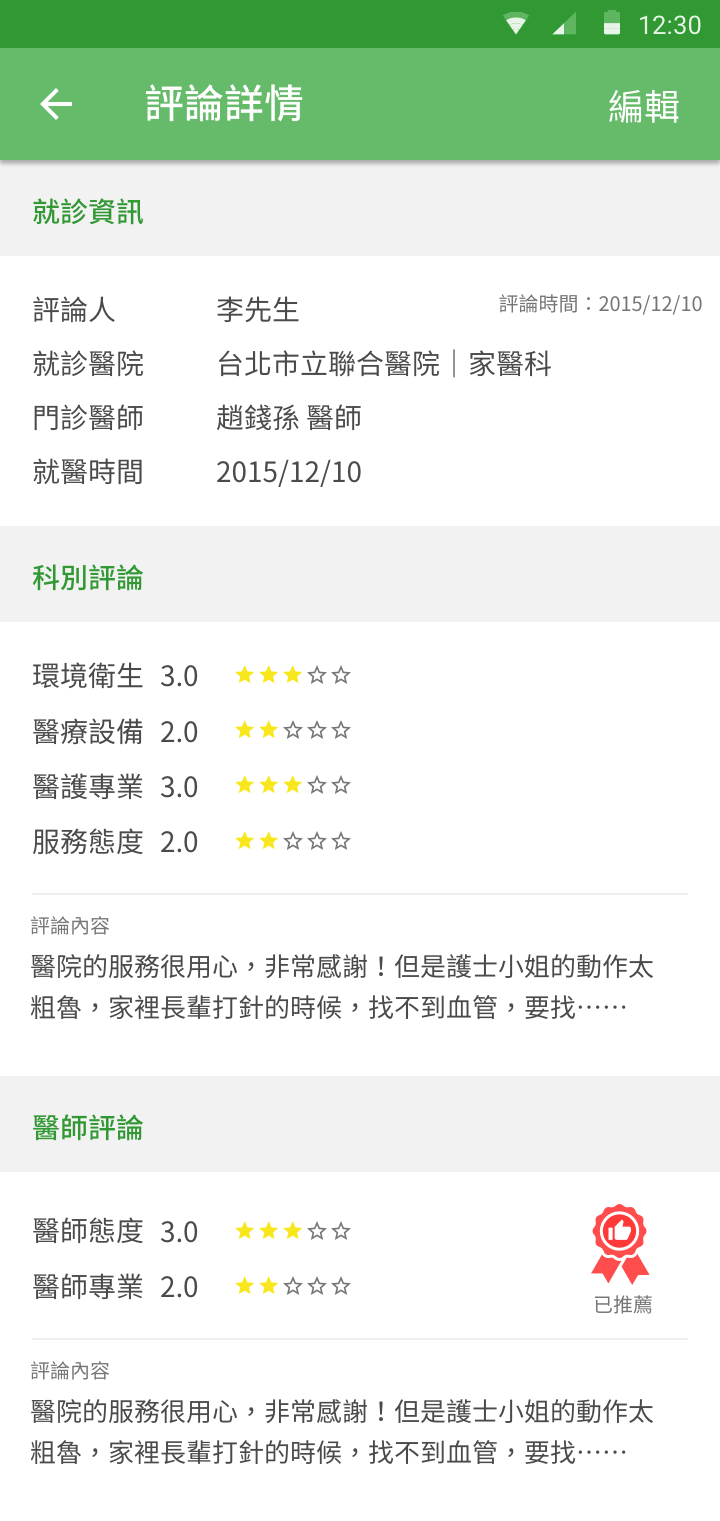 12:30
評論詳情
編輯
就診資訊
評論人 李先生 評論時間：2015/12/10
就診醫院 台北市立聯合醫院｜家醫科
門診醫師 趙錢孫 醫師
就醫時間 2015/12/10
科別評論
環境衛生 3.0
醫療設備 2.0
醫護專業 3.0
服務態度 2.0
評論內容
醫院的服務很用心，非常感謝！但是護士小姐的動作太
粗魯，家裡長輩打針的時候，找不到血管，要找⋯⋯
醫師評論
醫師態度 3.0
醫師專業 2.0
已推薦
評論內容
醫院的服務很用心，非常感謝！但是護士小姐的動作太
粗魯，家裡長輩打針的時候，找不到血管，要找⋯⋯